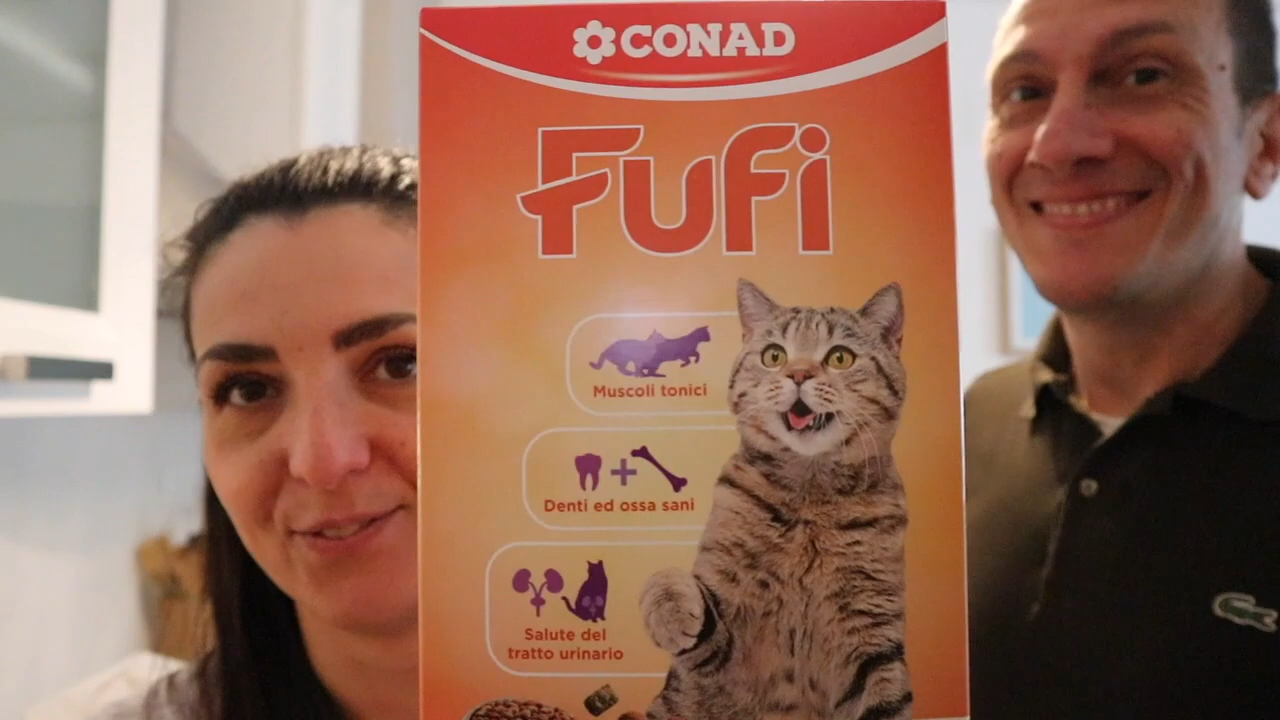 CONAD
Fufi
Muscoli tonici
Denti ed ossa sani
Salute del
tratto urinario